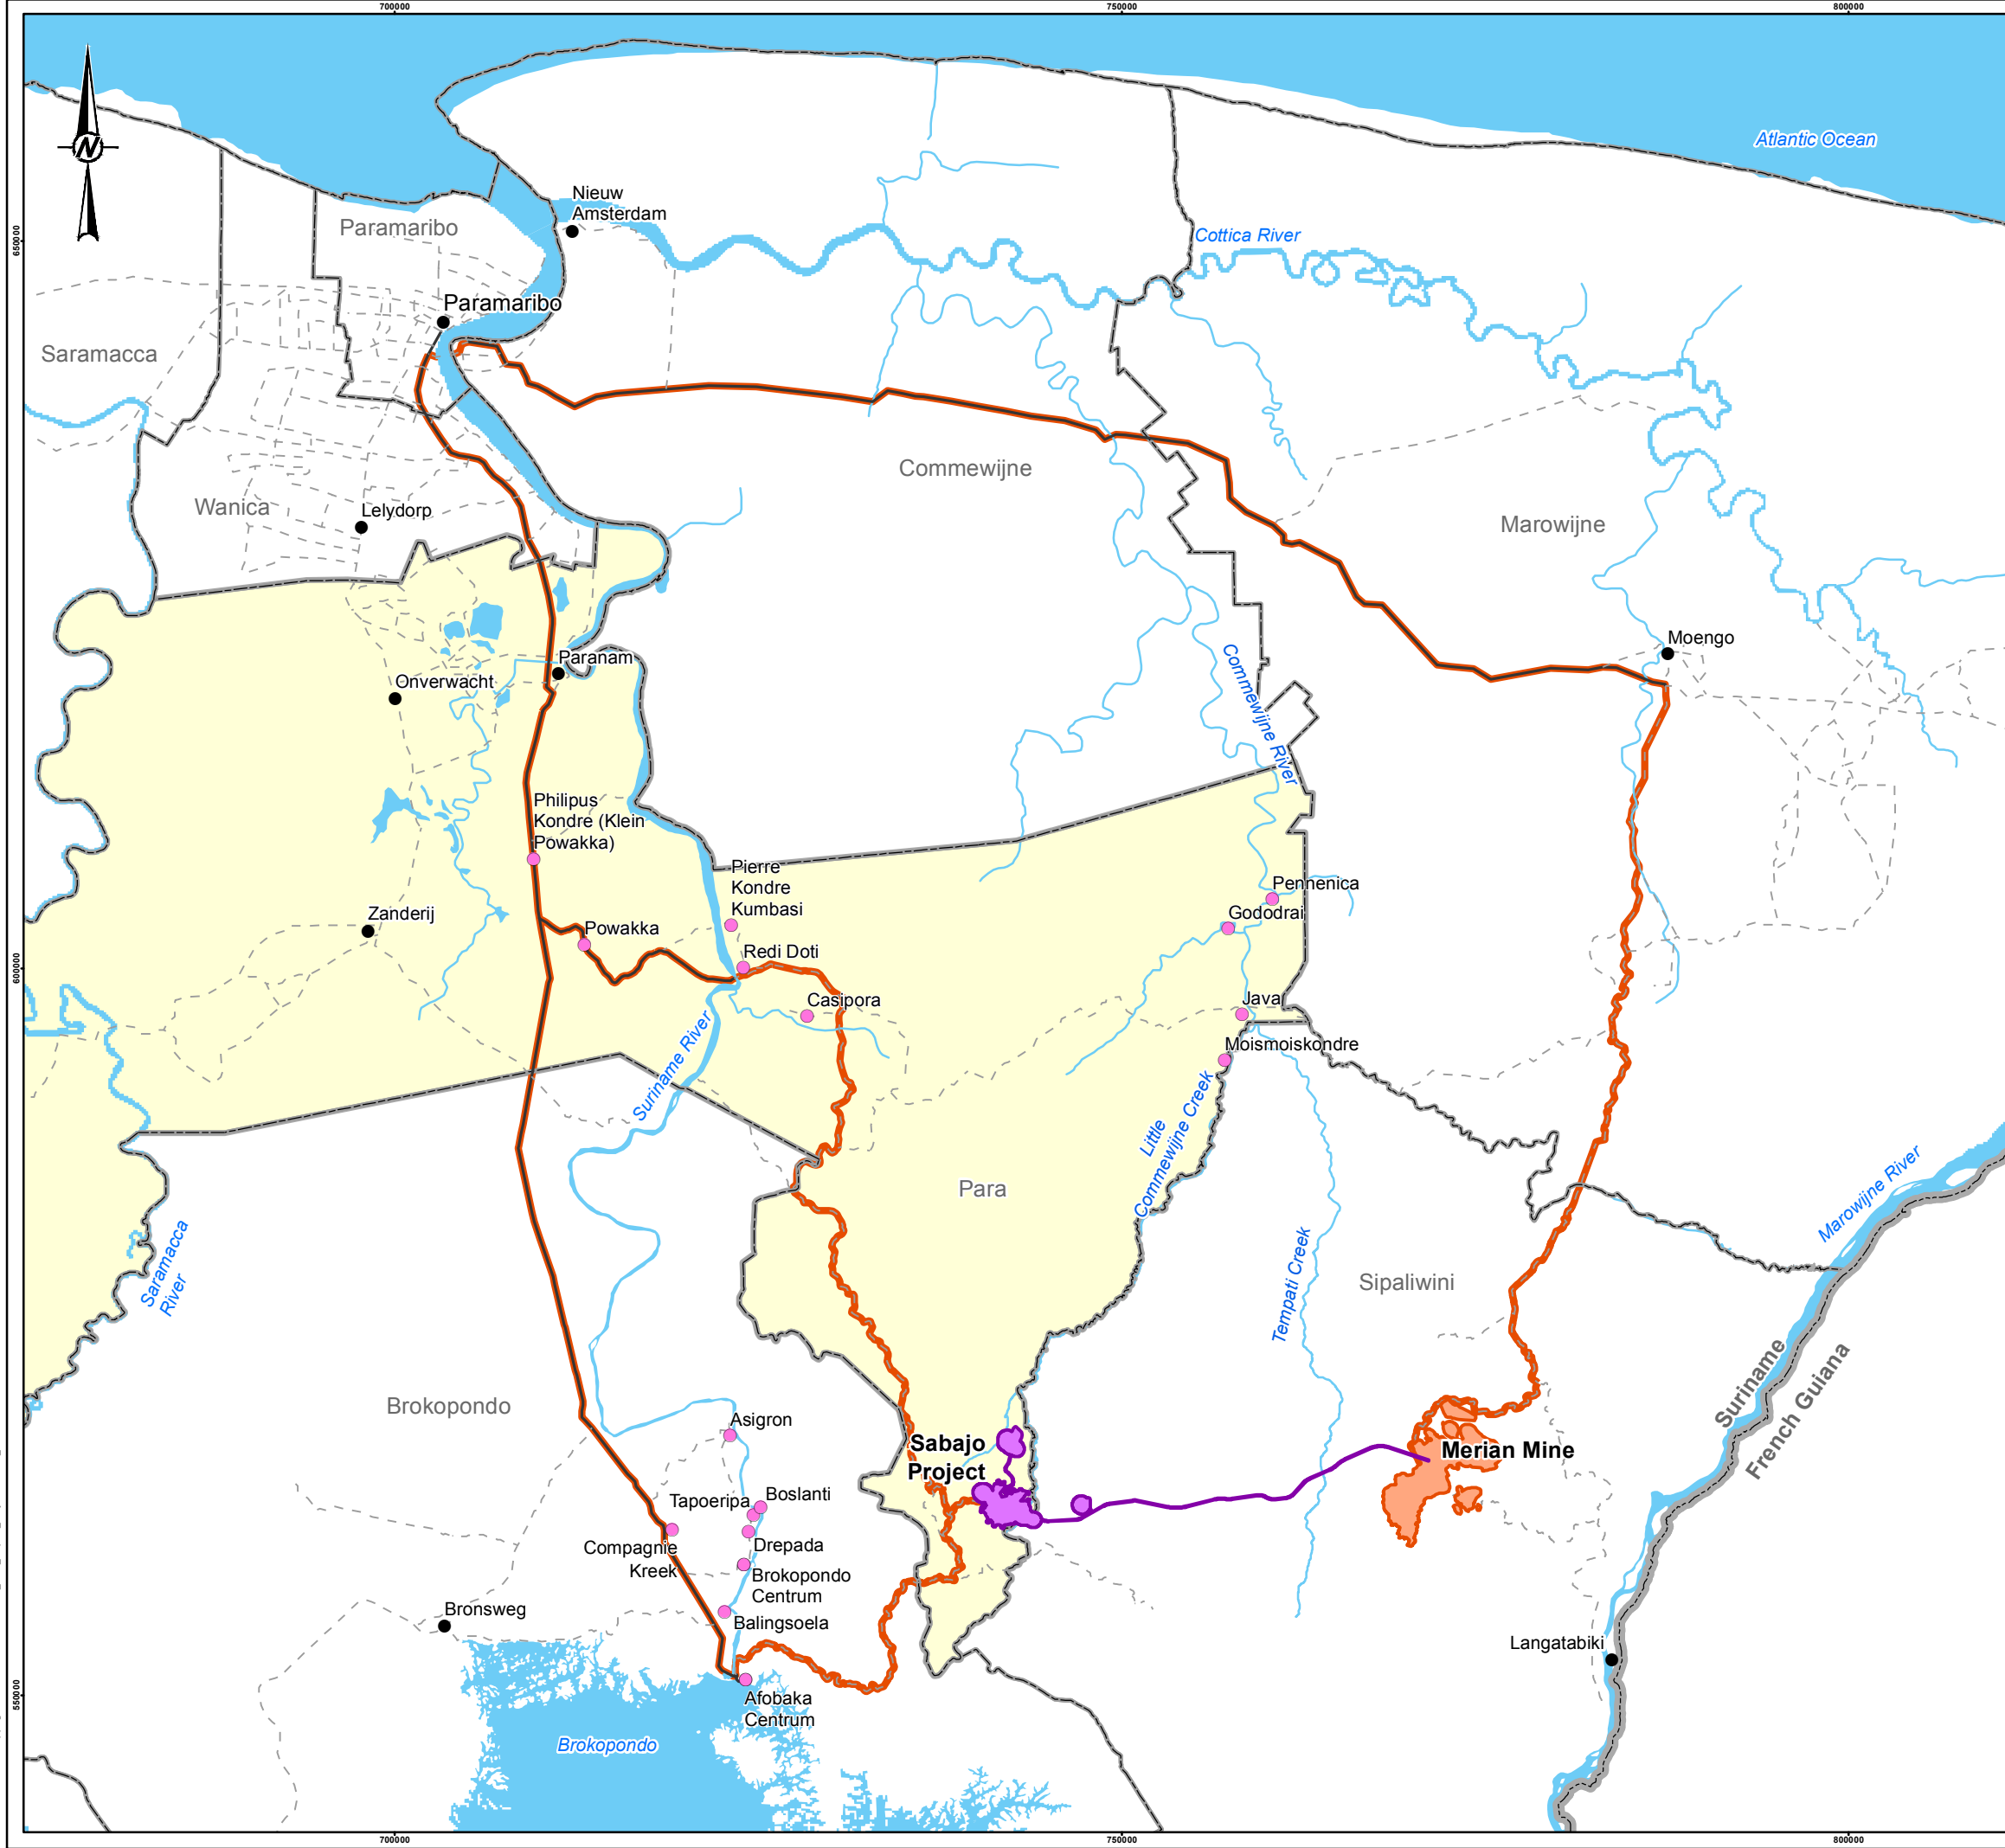 700000
750000
800000
N
Atlantic Ocean
Nieuw
Amsterdam
650000
Paramaribo
Cottica River
Paramaribo
Saramacca
Commewijne
Wanica
Lelydorp
Marowijne
Moengo
Paranam
Onverwacht
Commewijne River
Philipus
Kondre (Klein
Powakka)
Pierre
Kondre
Kumbasi
Pennenica
Zanderij
Gododrai
Powakka
Redi Doti
600000
Casipora
Java
Suriname River
Moismoiskondre
Little
Commewijne Creek
Para
Marowijne River
Saramacca
River
Tempati Creek
Sipaliwini
Suriname
French Guiana
Brokopondo
Asigron
Sabajo
Project
Merian Mine
Tapoeripa
Boslanti
Compagnie
Kreek
Drepada
Brokopondo
Centrum
Bronsweg
Balingsoela
Langatabiki
550000
Afobaka
Centrum
Brokopondo
700000
750000
800000